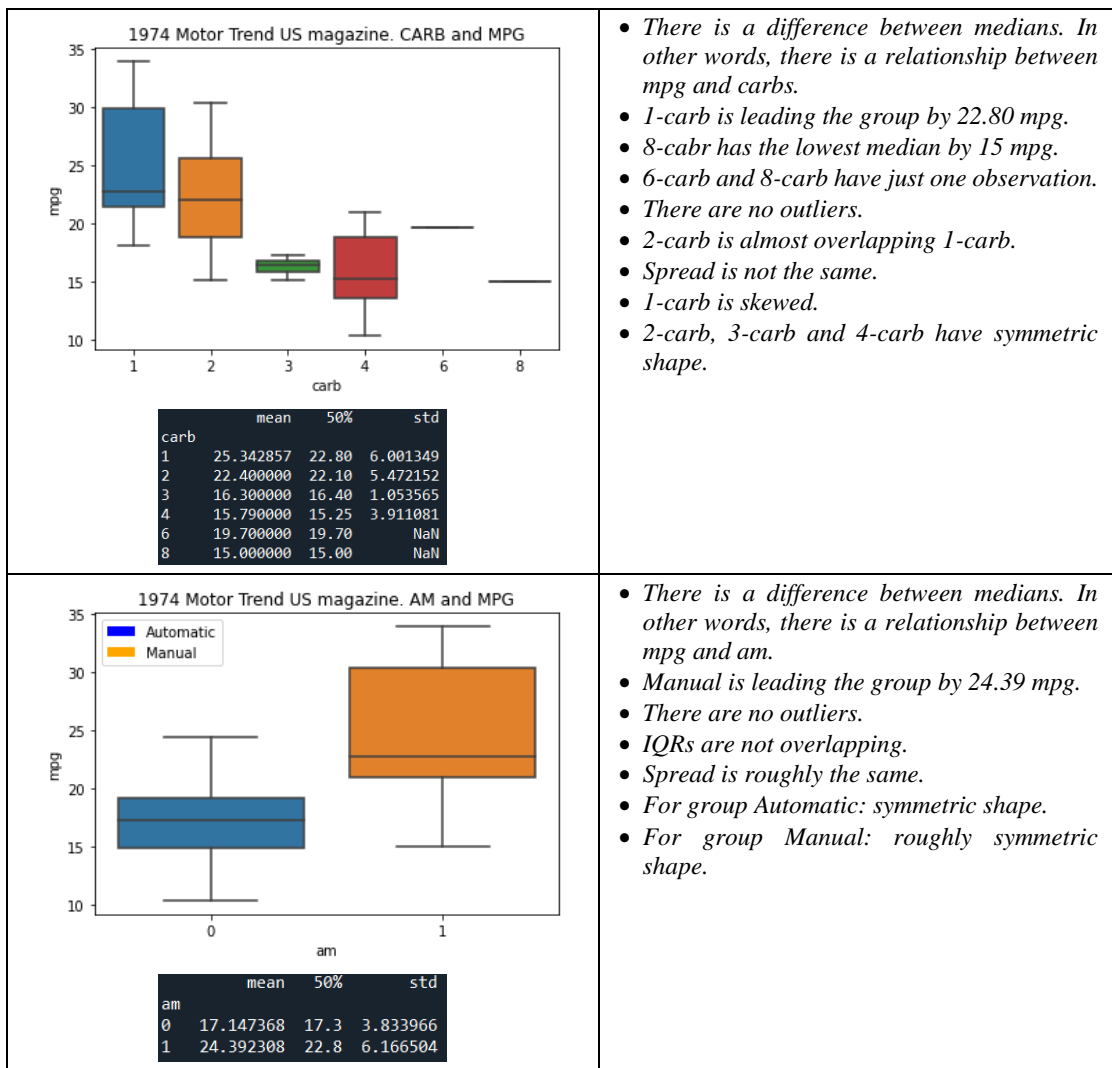 1974 Motor Trend US magazine. CARB and MPG
35
30
25
20
15
10
mpg
1 2 3 4 6 8
carb
mean 50% std
carb
1 25.342857 22.80 6.001349
2 22.400000 22.10 5.472152
3 16.300000 16.40 1.053565
4 15.790000 15.25 3.911081
6 19.700000 19.70 NaN
8 15.000000 15.00 NaN
• There is a difference between medians. In
other words, there is a relationship between
mpg and carbs.
• 1-carb is leading the group by 22.80 mpg.
• 8-cabr has the lowest median by 15 mpg.
• 6-carb and 8-carb have just one observation.
• There are no outliers.
• 2-carb is almost overlapping 1-carb.
• Spread is not the same.
• 1-carb is skewed.
• 2-carb, 3-carb and 4-carb have symmetric
shape.
1974 Motor Trend US magazine. AM and MPG
Automatic
Manual
35
30
25
20
15
10
mpg
0 1
am
mean 50% std
am
0 17.147368 17.3 3.833966
1 24.392308 22.8 6.166504
• There is a difference between medians. In
other words, there is a relationship between
mpg and am.
• Manual is leading the group by 24.39 mpg.
• There are no outliers.
• IQRs are not overlapping.
• Spread is roughly the same.
• For group Automatic: symmetric shape.
• For group Manual: roughly symmetric
shape.